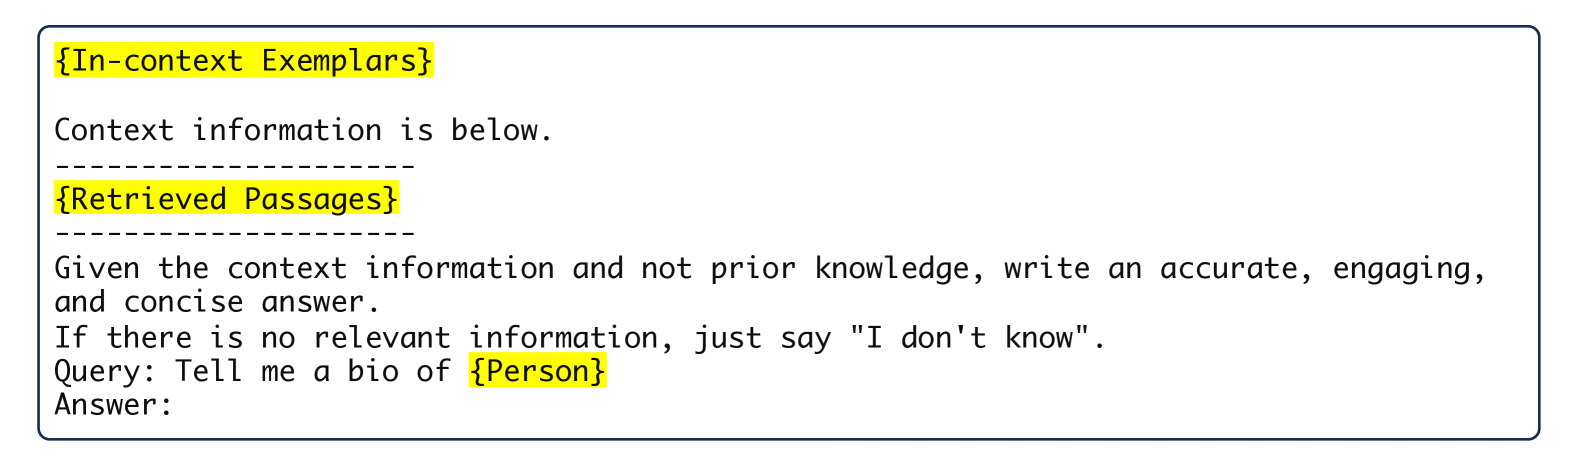 {In-context Exemplars}
Context information is below.
---------------------
{Retrieved Passages}
---------------------
Given the context information and not prior knowledge, write an accurate, engaging,
and concise answer.
If there is no relevant information, just say "I don't know".
Query: Tell me a bio of {Person}
Answer: